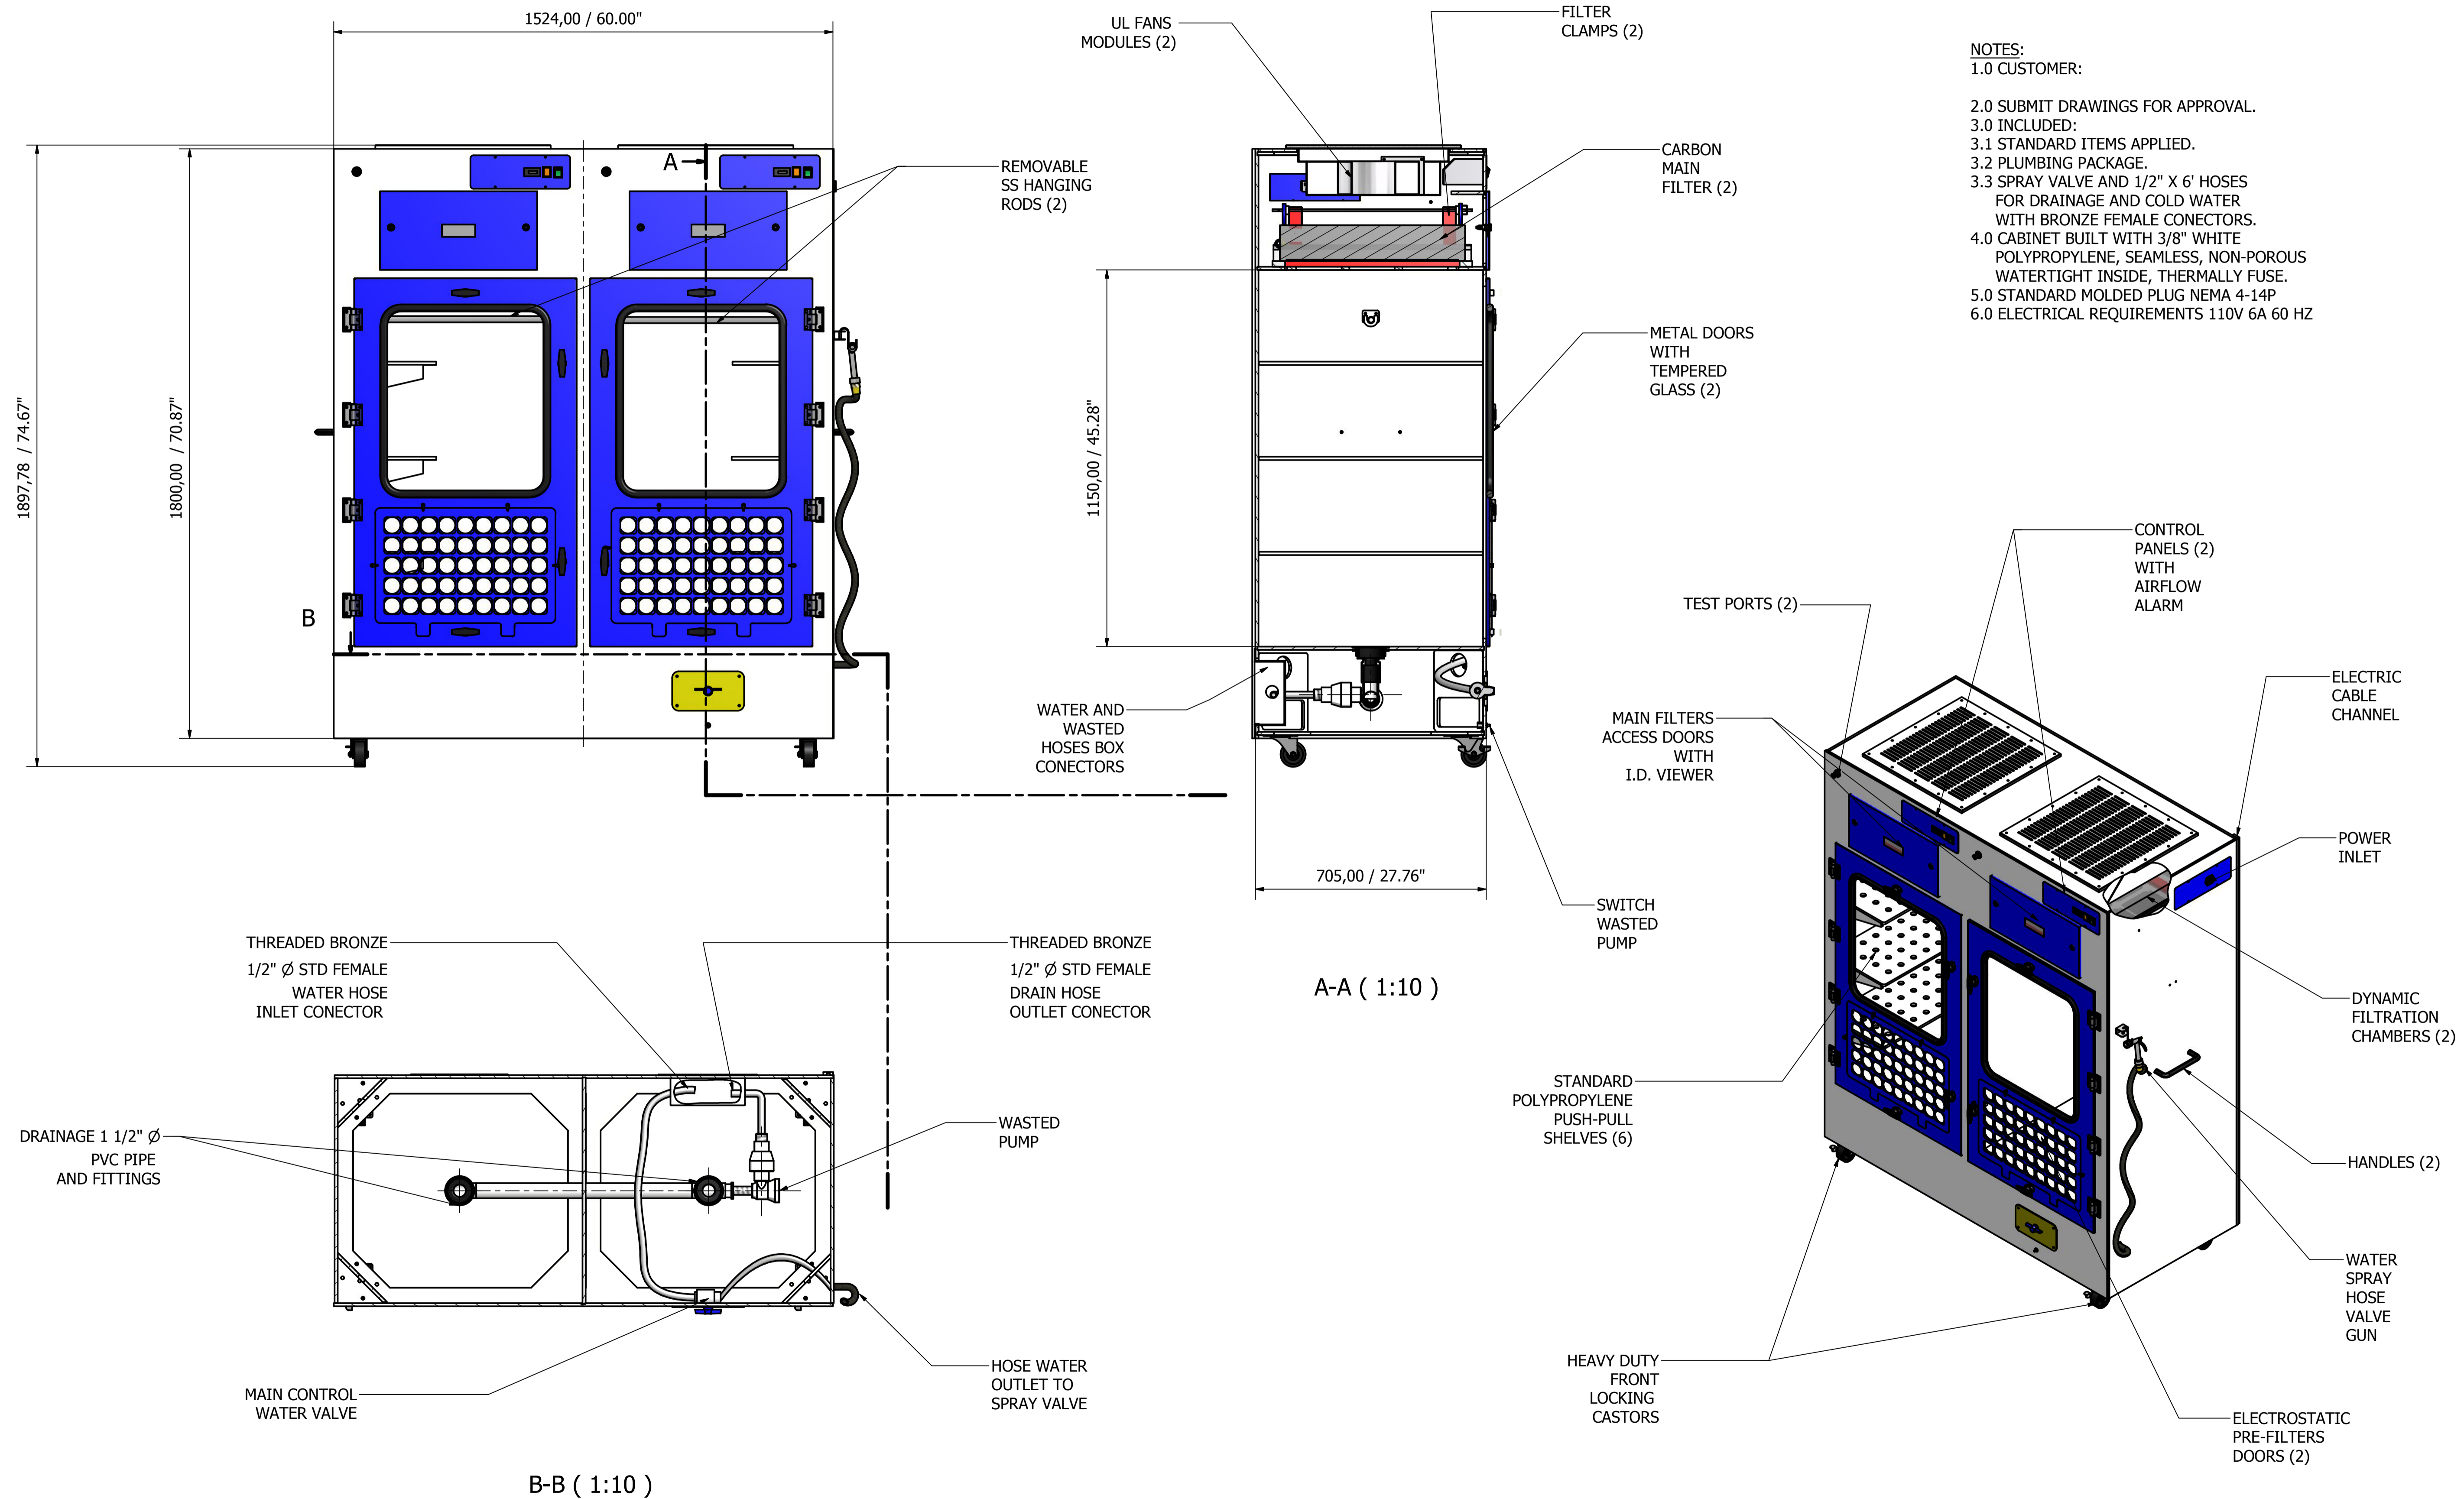 1524,00 / 60.00"
1897,78 / 74.67"
1800,00 / 70.87"
A
B
REMOVABLE
SS HANGING
RODS (2)
UL FANS
MODULES (2)
FILTER
CLAMPS (2)
CARBON
MAIN
FILTER (2)
METAL DOORS
WITH
TEMPERED
GLASS (2)
1150,00 / 45.28"
WATER AND
WASTED
HOSES BOX
CONECTORS
705,00 / 27.76"
SWITCH
WASTED
PUMP
A-A ( 1:10 )
NOTES:
1.0 CUSTOMER:
2.0 SUBMIT DRAWINGS FOR APPROVAL.
3.0 INCLUDED:
3.1 STANDARD ITEMS APPLIED.
3.2 PLUMBING PACKAGE.
3.3 SPRAY VALVE AND 1/2" X 6' HOSES
FOR DRAINAGE AND COLD WATER
WITH BRONZE FEMALE CONECTORS.
4.0 CABINET BUILT WITH 3/8" WHITE
POLYPROPYLENE, SEAMLESS, NON-POROUS
WATERTIGHT INSIDE, THERMALLY FUSE.
5.0 STANDARD MOLDED PLUG NEMA 4-14P
6.0 ELECTRICAL REQUIREMENTS 110V 6A 60 HZ
CONTROL
PANELS (2)
WITH
AIRFLOW
ALARM
TEST PORTS (2)
MAIN FILTERS
ACCESS DOORS
WITH
I.D. VIEWER
ELECTRIC
CABLE
CHANNEL
POWER
INLET
DYNAMIC
FILTRATION
CHAMBERS (2)
STANDARD
POLYPROPYLENE
PUSH-PULL
SHELVES (6)
HANDLES (2)
WATER
SPRAY
HOSE
VALVE
GUN
HEAVY DUTY
FRONT
LOCKING
CASTORS
ELECTROSTATIC
PRE-FILTERS
DOORS (2)
THREADED BRONZE
1/2" Ø STD FEMALE
WATER HOSE
INLET CONECTOR
THREADED BRONZE
1/2" Ø STD FEMALE
DRAIN HOSE
OUTLET CONECTOR
DRAINAGE 1 1/2" Ø
PVC PIPE
AND FITTINGS
WASTED
PUMP
MAIN CONTROL
WATER VALVE
HOSE WATER
OUTLET TO
SPRAY VALVE
B-B ( 1:10 )